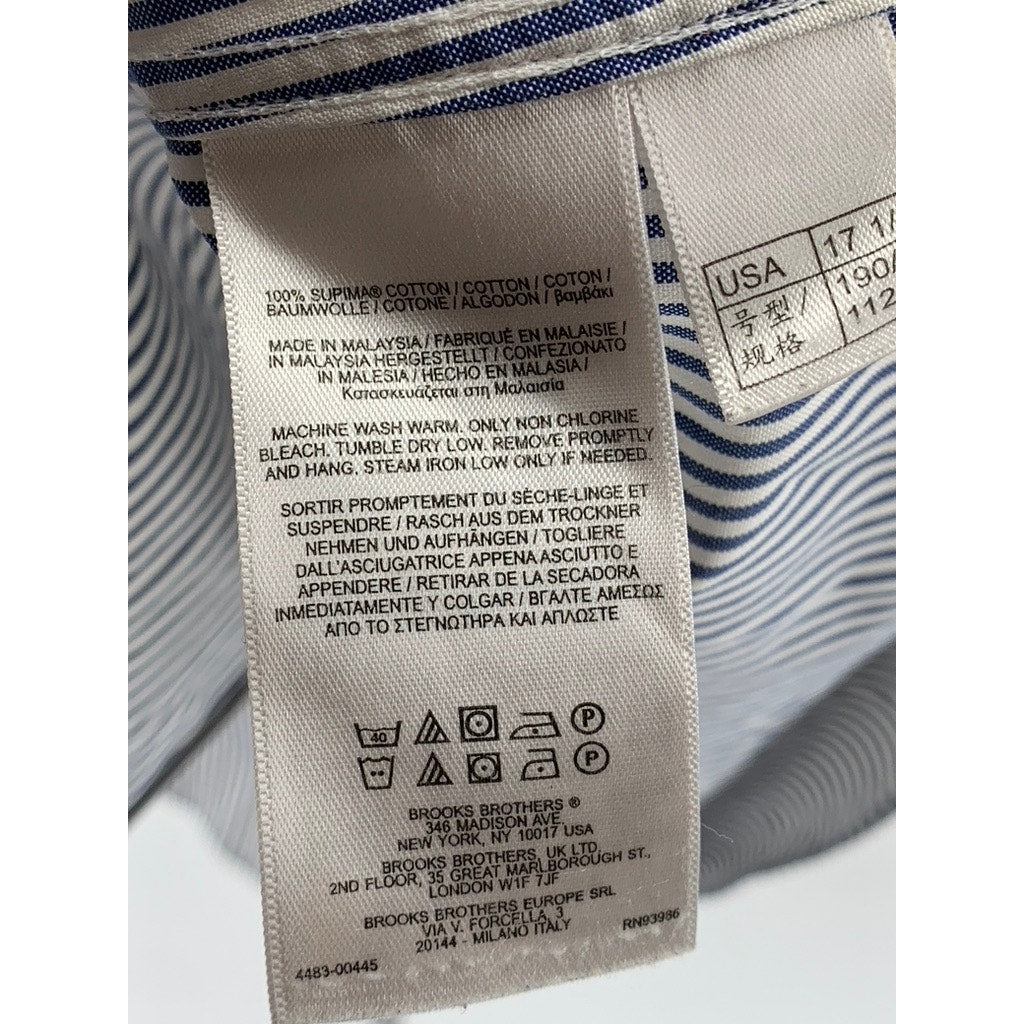 100% SUPIMA® COTTON / COTTON / COTON /
BAUMWOLLE / COTONE / ALGODON / βαμβάκι
MADE IN MALAYSIA / FABRIQUÉ EN MALAISIE /
IN MALAYSIA HERGESTELLT / CONFEZIONATO
IN MALESIA / HECHO EN MALASIA /
Κατασκευάζεται στη Μαλαισία
MACHINE WASH WARM. ONLY NON CHLORINE
BLEACH. TUMBLE DRY LOW. REMOVE PROMPTLY
AND HANG. STEAM IRON LOW ONLY IF NEEDED.
SORTIR PROMPTEMENT DU SÈCHE-LINGE ET
SUSPENDRE / RASCH AUS DEM TROCKNER
NEHMEN UND AUFHÄNGEN / TOGLIERE
DALL'ASCIUGATRICE APPENA ASCIUTTO E
APPENDERE / RETIRAR DE LA SECADORA
INMEDIATAMENTE Y COLGAR / ΒΓΑΛΤΕ ΑΜΕΣΩΣ
ΑΠΟ ΤΟ ΣΤΕΓΝΩΤΗΡΑ ΚΑΙ ΑΠΛΩΣΤΕ
40 P
P
BROOKS BROTHERS ®
346 MADISON AVE.
NEW YORK, NY 10017 USA
BROOKS BROTHERS, UK LTD.
2ND FLOOR, 35 GREAT MARLBOROUGH ST.,
LONDON W1F 7JF
BROOKS BROTHERS EUROPE SRL
VIA V. FORCELLA, 3
20144 - MILANO ITALY
RN93986
4483-00445
USA 17 1/
号型/ 190/
规格 112